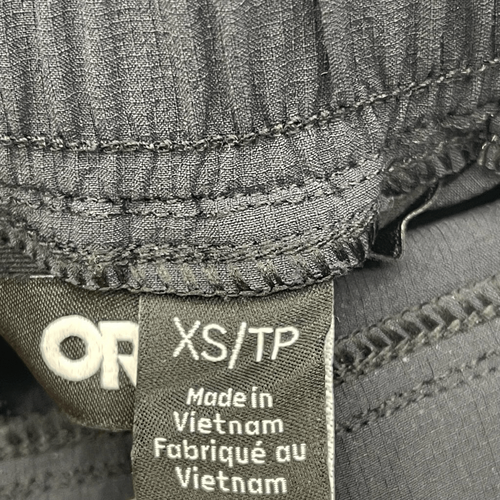 OR
XS/TP
Made in
Vietnam
Fabriqué au
Vietnam